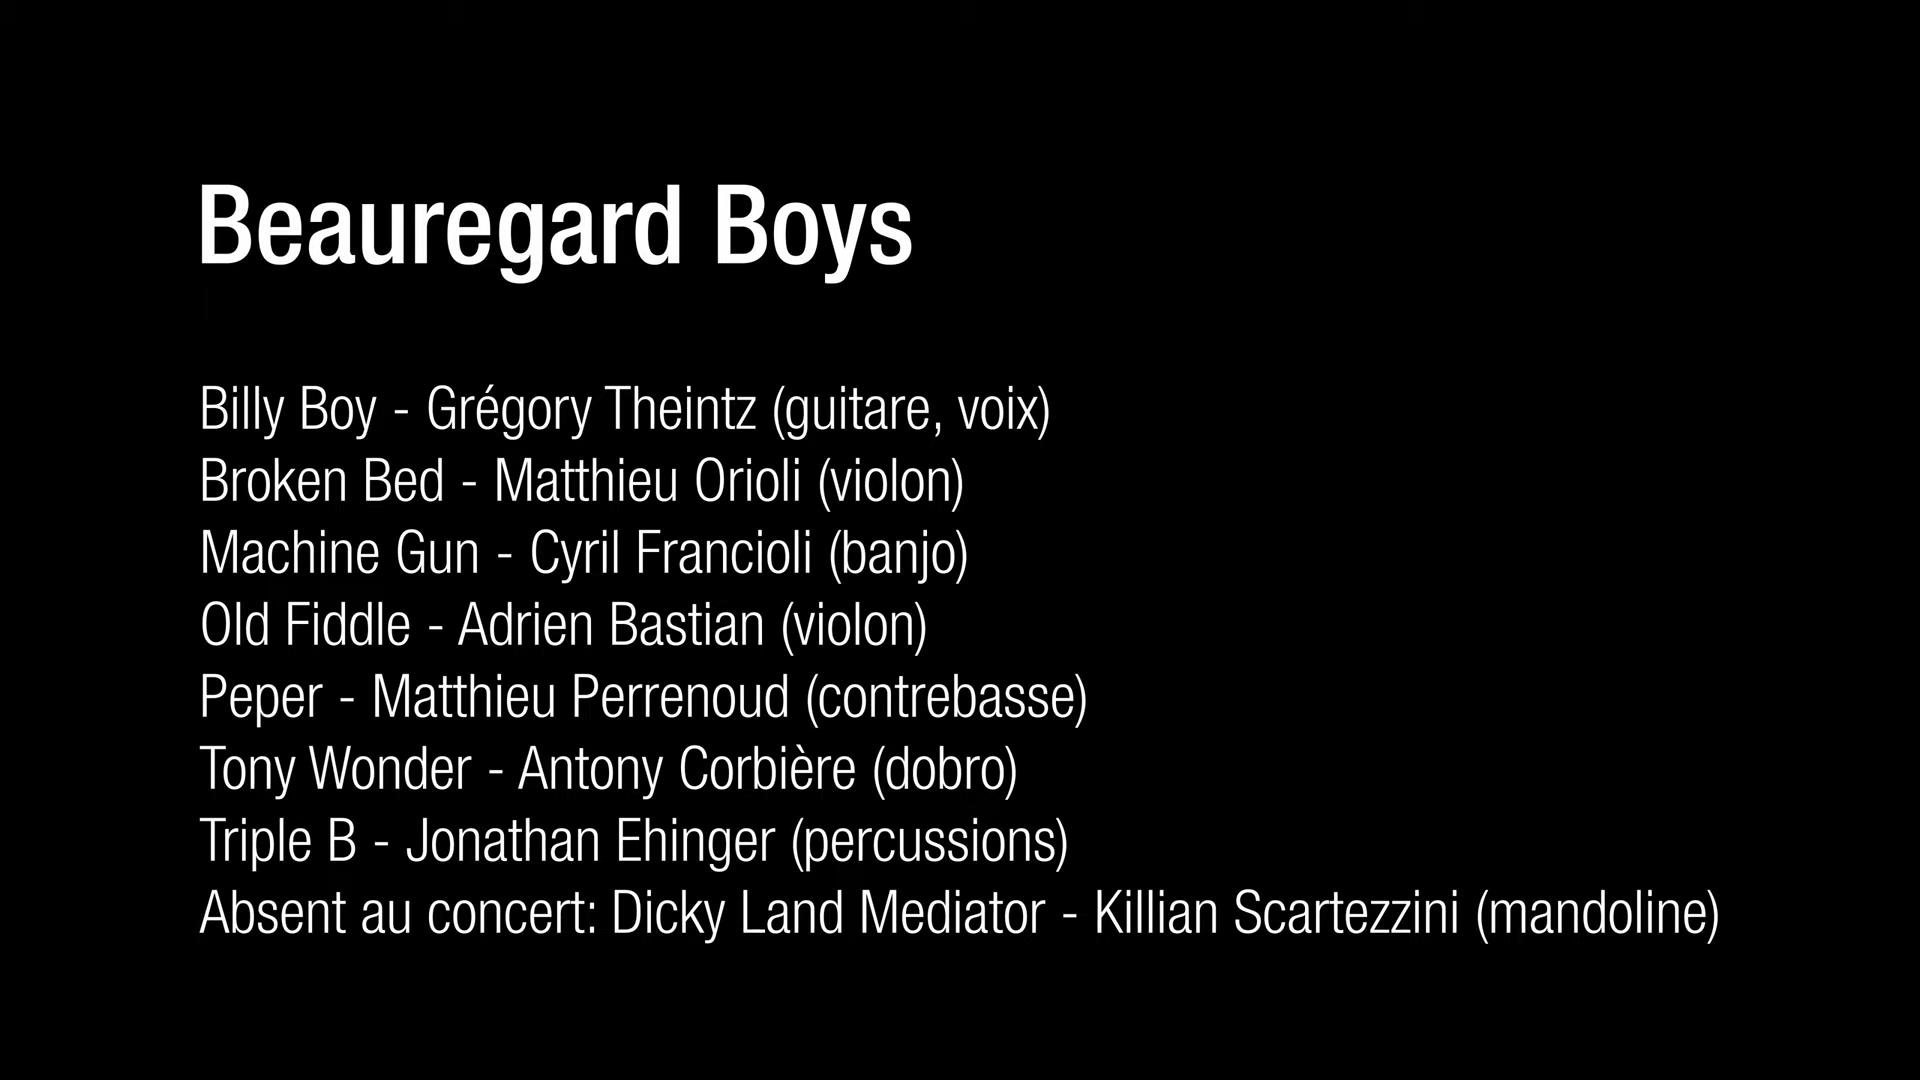 Beauregard Boys
Billy Boy - Grégory Theintz (guitare, voix)
Broken Bed - Matthieu Orioli (violon)
Machine Gun - Cyril Francioli (banjo)
Old Fiddle - Adrien Bastian (violon)
Peper - Matthieu Perrenoud (contrebasse)
Tony Wonder - Antony Corbière (dobro)
Triple B - Jonathan Ehinger (percussions)
Absent au concert: Dicky Land Mediator - Killian Scartezzini (mandoline)